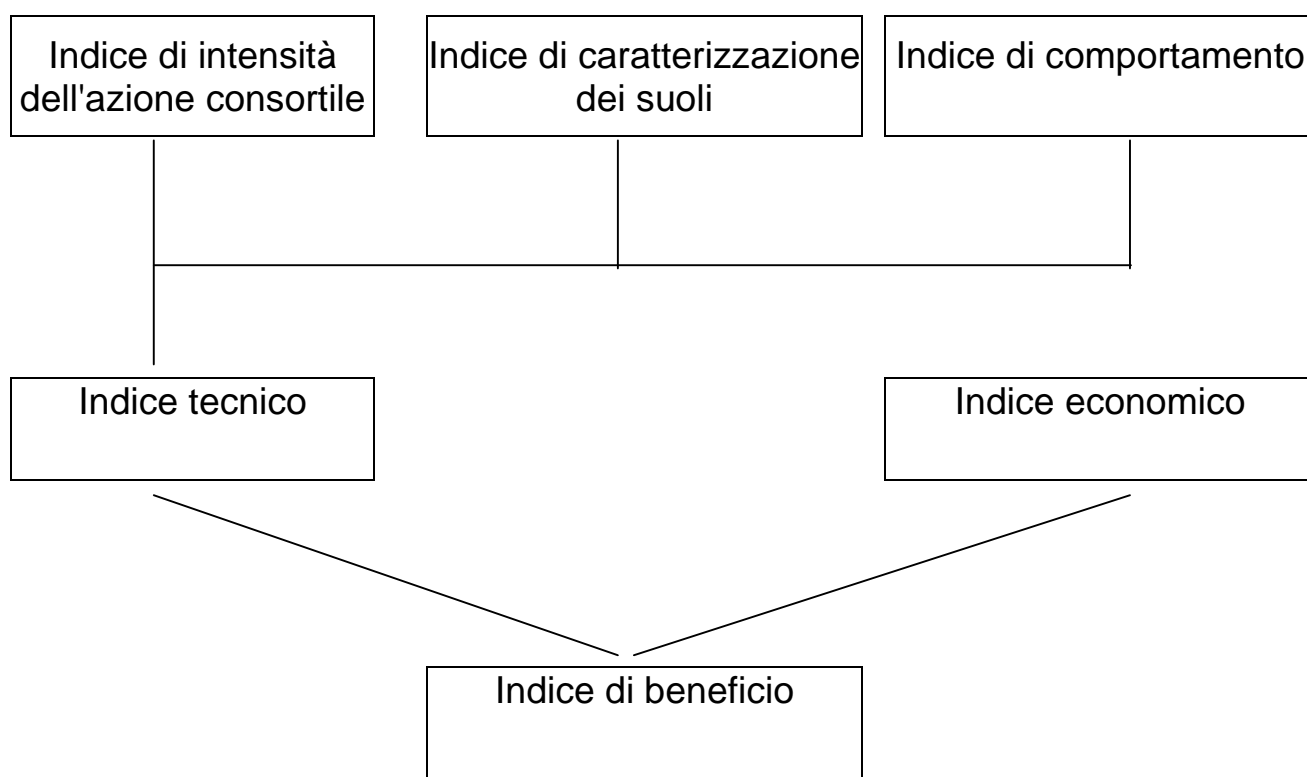 Indice di intensità
dell'azione consortile
Indice di caratterizzazione
dei suoli
Indice di comportamento
Indice tecnico
Indice economico
Indice di beneficio